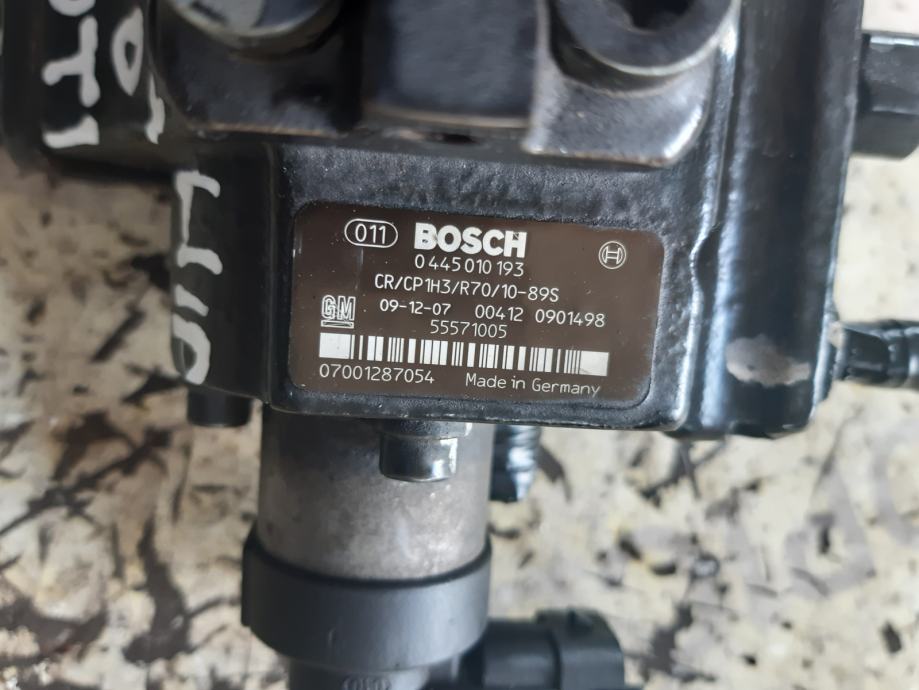 011 BOSCH
0 445 010 193
CR/CP1H3/R70/10-89S
GM 09-12-07 00412 0901498
55571005
07001287054 Made in Germany